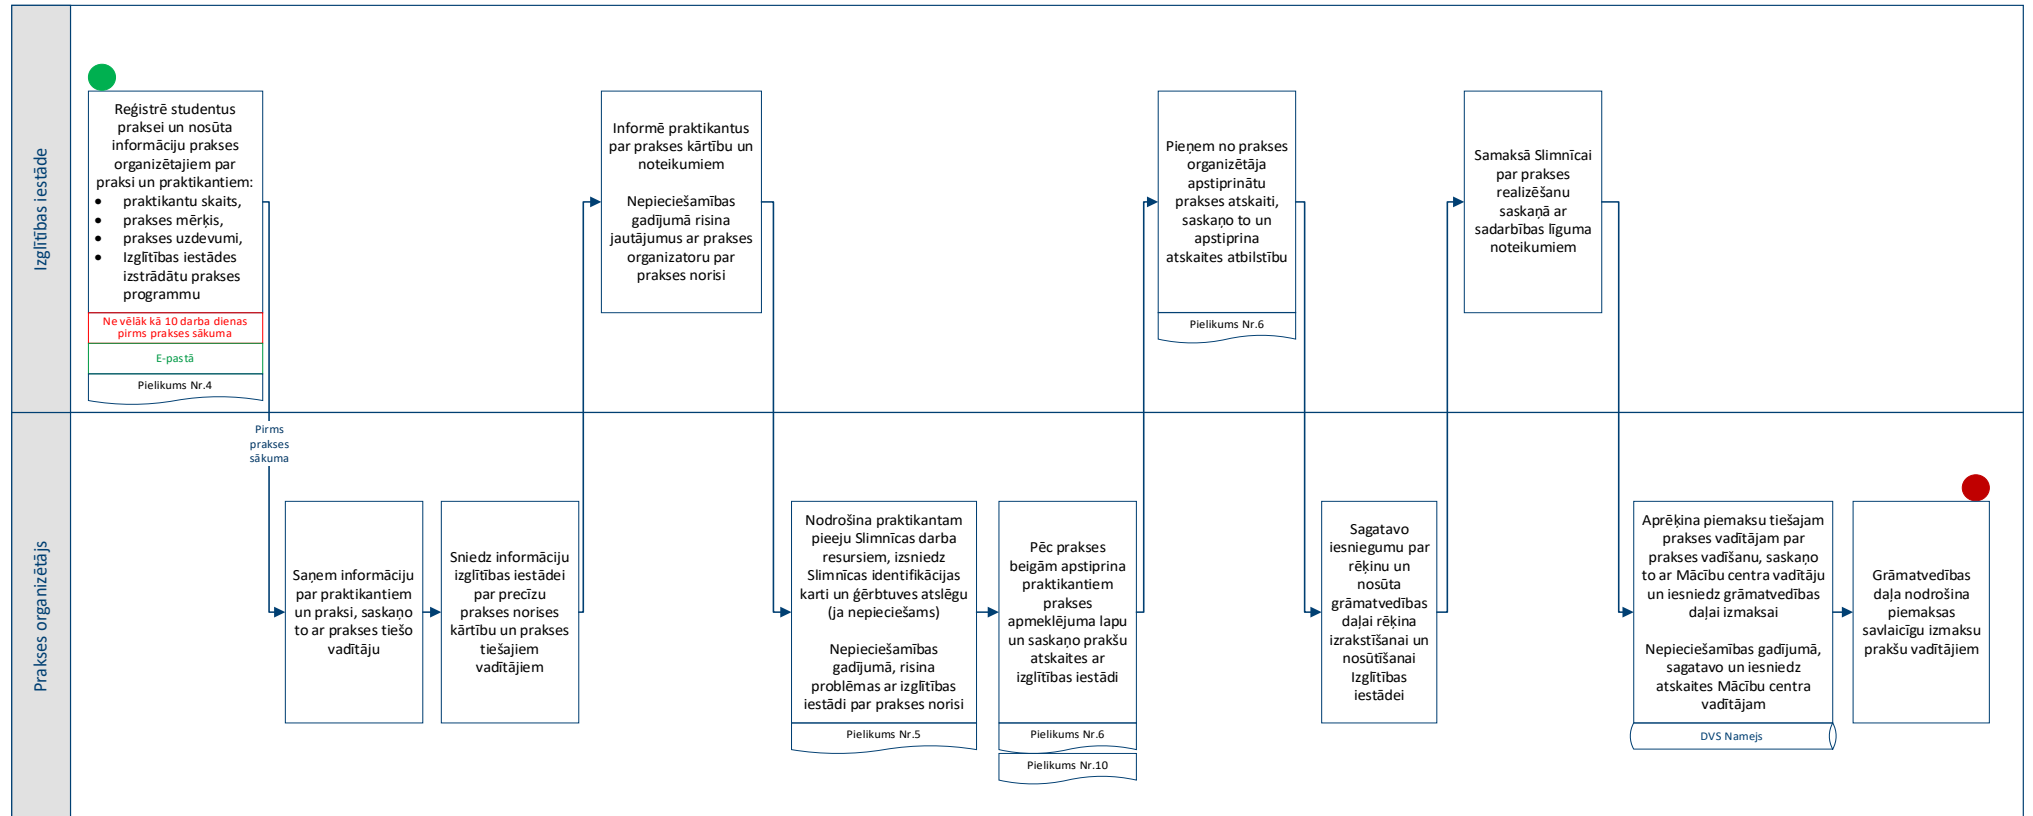 Izglītības iestāde
Reģistrē studentus
praksei un nosūta
informāciju prakses
organizētajiem par
praksi un praktikantiem:
• praktikantu skaits,
• prakses mērķis,
• prakses uzdevumi,
• Izglītības iestādes
izstrādātu prakses
programmu
Ne vēlāk kā 10 darba dienas
pirms prakses sākuma
E-pastā
Pielikums Nr.4
Informē praktikantus
par prakses kārtību un
noteikumiem
Nepieciešamības
gadījumā risina
jautājumus ar prakses
organizatoru par
prakses norisi
Pieņem no prakses
organizētāja
apstiprinātu
prakses atskaiti,
saskaņo to un
apstiprina
atskaites atbilstību
Pielikums Nr.6
Samaksā Slimnīcai
par prakses
realizēšanu
saskaņā ar
sadarbības līguma
noteikumiem
Prakses organizētājs
Pirms
prakses
sākuma
Saņem informāciju
par praktikantiem
un praksi, saskaņo
to ar prakses tiešo
vadītāju
Sniedz informāciju
izglītības iestādei
par precīzu
prakses norises
kārtību un prakses
tiešajiem
vadītājiem
Nodrošina praktikantam
pieeju Slimnīcas darba
resursiem, izsniedz
Slimnīcas identifikācijas
karti un ģērbtuves atslēgu
(ja nepieciešams)
Nepieciešamības
gadījumā, risina
problēmas ar izglītības
iestādi par prakses norisi
Pielikums Nr.5
Pēc prakses
beigām apstiprina
praktikantiem
prakses
apmeklējuma lapu
un saskaņo prakšu
atskaites ar
izglītības iestādi
Pielikums Nr.6
Pielikums Nr.10
Sagatavo
iesniegumu par
rēķinu un
nosūta
grāmatvedības
daļai rēķina
izrakstīšanai un
nosūtīšanai
Izglītības
iestādei
Aprēķina piemaksu tiešajam
prakses vadītājam par
prakses vadīšanu, saskaņo
to ar Mācību centra vadītāju
un iesniedz grāmatvedības
daļai izmaksai
Nepieciešamības gadījumā,
sagatavo un iesniedz
atskaites Mācību centra
vadītājam
DVS Namejs
Grāmatvedības
daļa nodrošina
piemaksas
savlaicīgu izmaksu
prakšu vadītājiem